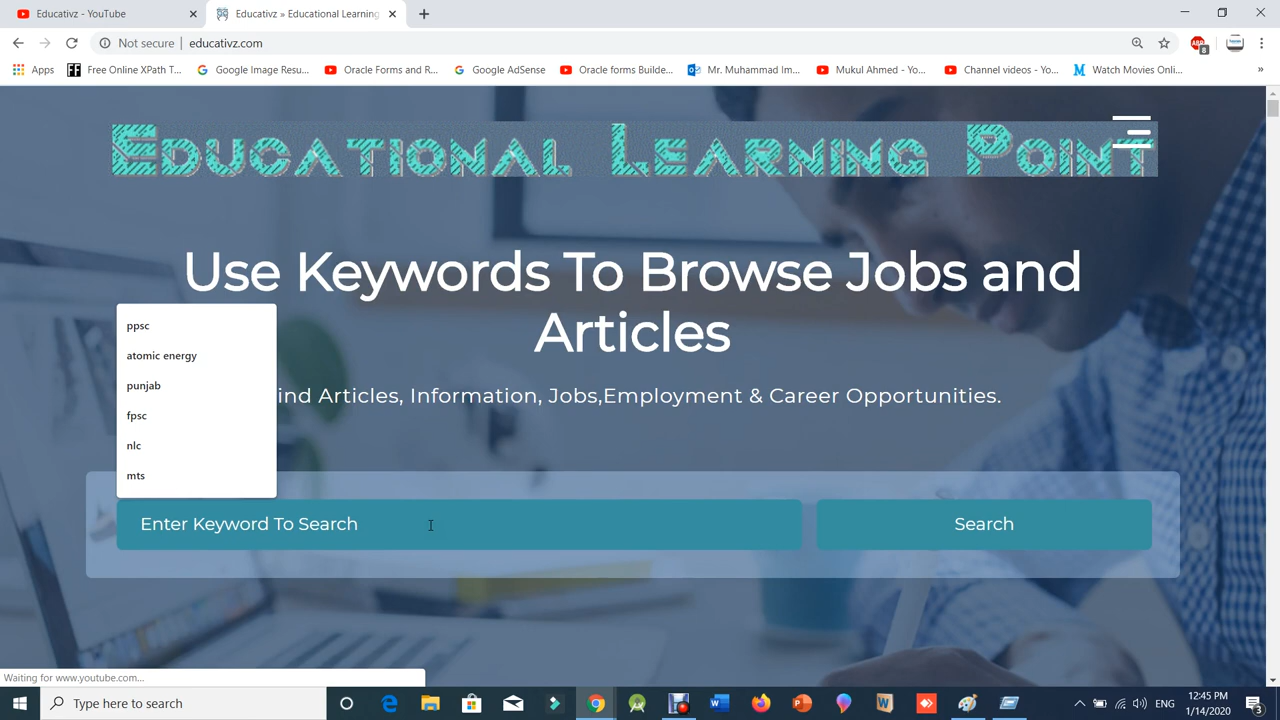 Educativz - YouTube
Educativz » Educational Learning
Not secure
educativz.com
8
Apps
Free Online XPath T...
Google Image Resu...
Oracle Forms and R...
Google AdSense
Oracle forms Builde...
Mr. Muhammad Im...
Mukul Ahmed - Yo...
Channel videos - Yo...
Watch Movies Onli...
»
Educational Learning Point
Use Keywords To Browse Jobs and
Articles
ind Articles, Information, Jobs,Employment & Career Opportunities.
ppsc
atomic energy
punjab
fpsc
nlc
mts
Enter Keyword To Search
Search
Waiting for www.youtube.com...
Type here to search
ENG
12:45 PM
1/14/2020
3